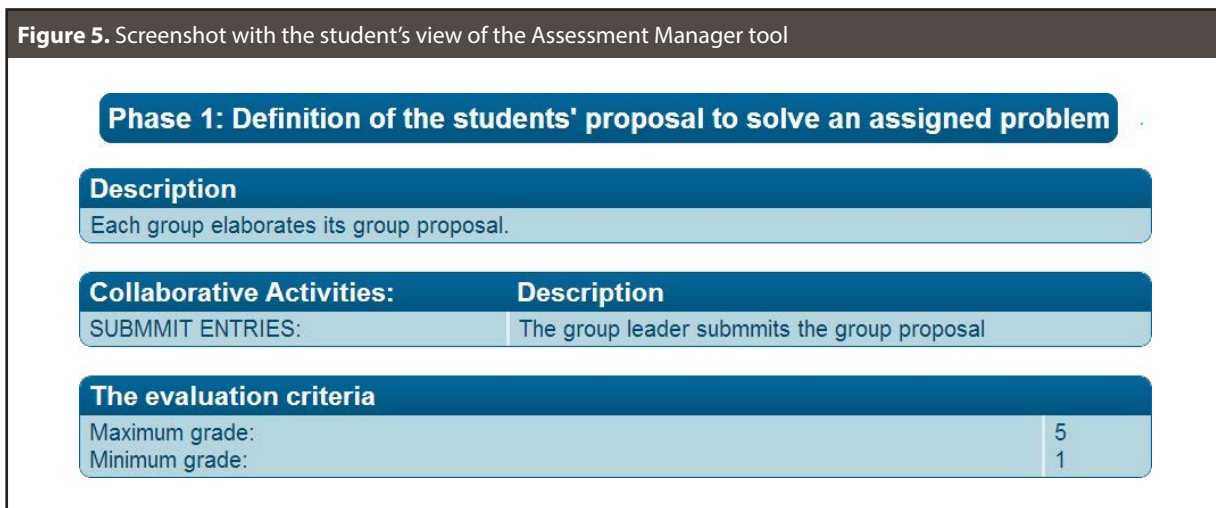 Figure 5. Screenshot with the student’s view of the Assessment Manager tool
Phase 1: Definition of the students' proposal to solve an assigned problem
Description
Each group elaborates its group proposal.
Collaborative Activities: Description
SUBMMIT ENTRIES: The group leader submmits the group proposal
The evaluation criteria
Maximum grade: 5
Minimum grade: 1